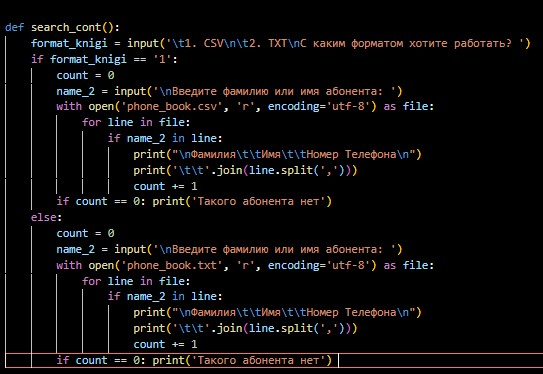 def search_cont():
    format_knigi = input('\t1. CSV\n\t2. TXT\nС каким форматом хотите работать? ')
    if format_knigi == '1':
        count = 0
        name_2 = input('\nВведите фамилию или имя абонента: ')
        with open('phone_book.csv', 'r', encoding='utf-8') as file:
            for line in file:
                if name_2 in line:
                    print("\nФамилия\t\tИмя\t\tНомер Телефона\n")
                    print('\t\t'.join(line.split(',')))
                    count += 1
        if count == 0: print('Такого абонента нет')
    else:
        count = 0
        name_2 = input('\nВведите фамилию или имя абонента: ')
        with open('phone_book.txt', 'r', encoding='utf-8') as file:
            for line in file:
                if name_2 in line:
                    print("\nФамилия\t\tИмя\t\tНомер Телефона\n")
                    print('\t\t'.join(line.split(',')))
                    count += 1
        if count == 0: print('Такого абонента нет')